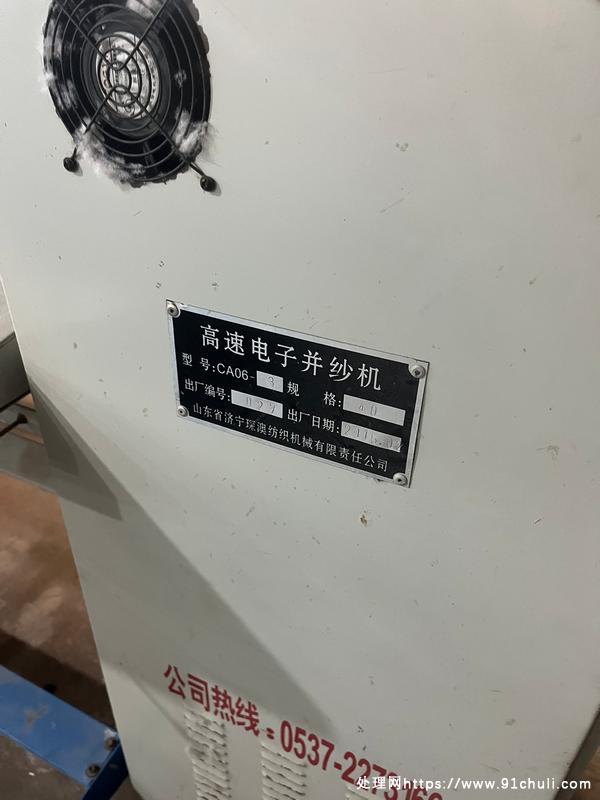 高速电子并纱机
型 号:CA06-3 规 格: 40
出厂编号: 出厂日期:
山东省济宁琛澳纺织机械有限责任公司
公司热线:0537-2273168
处理网https://www.91chuli.com